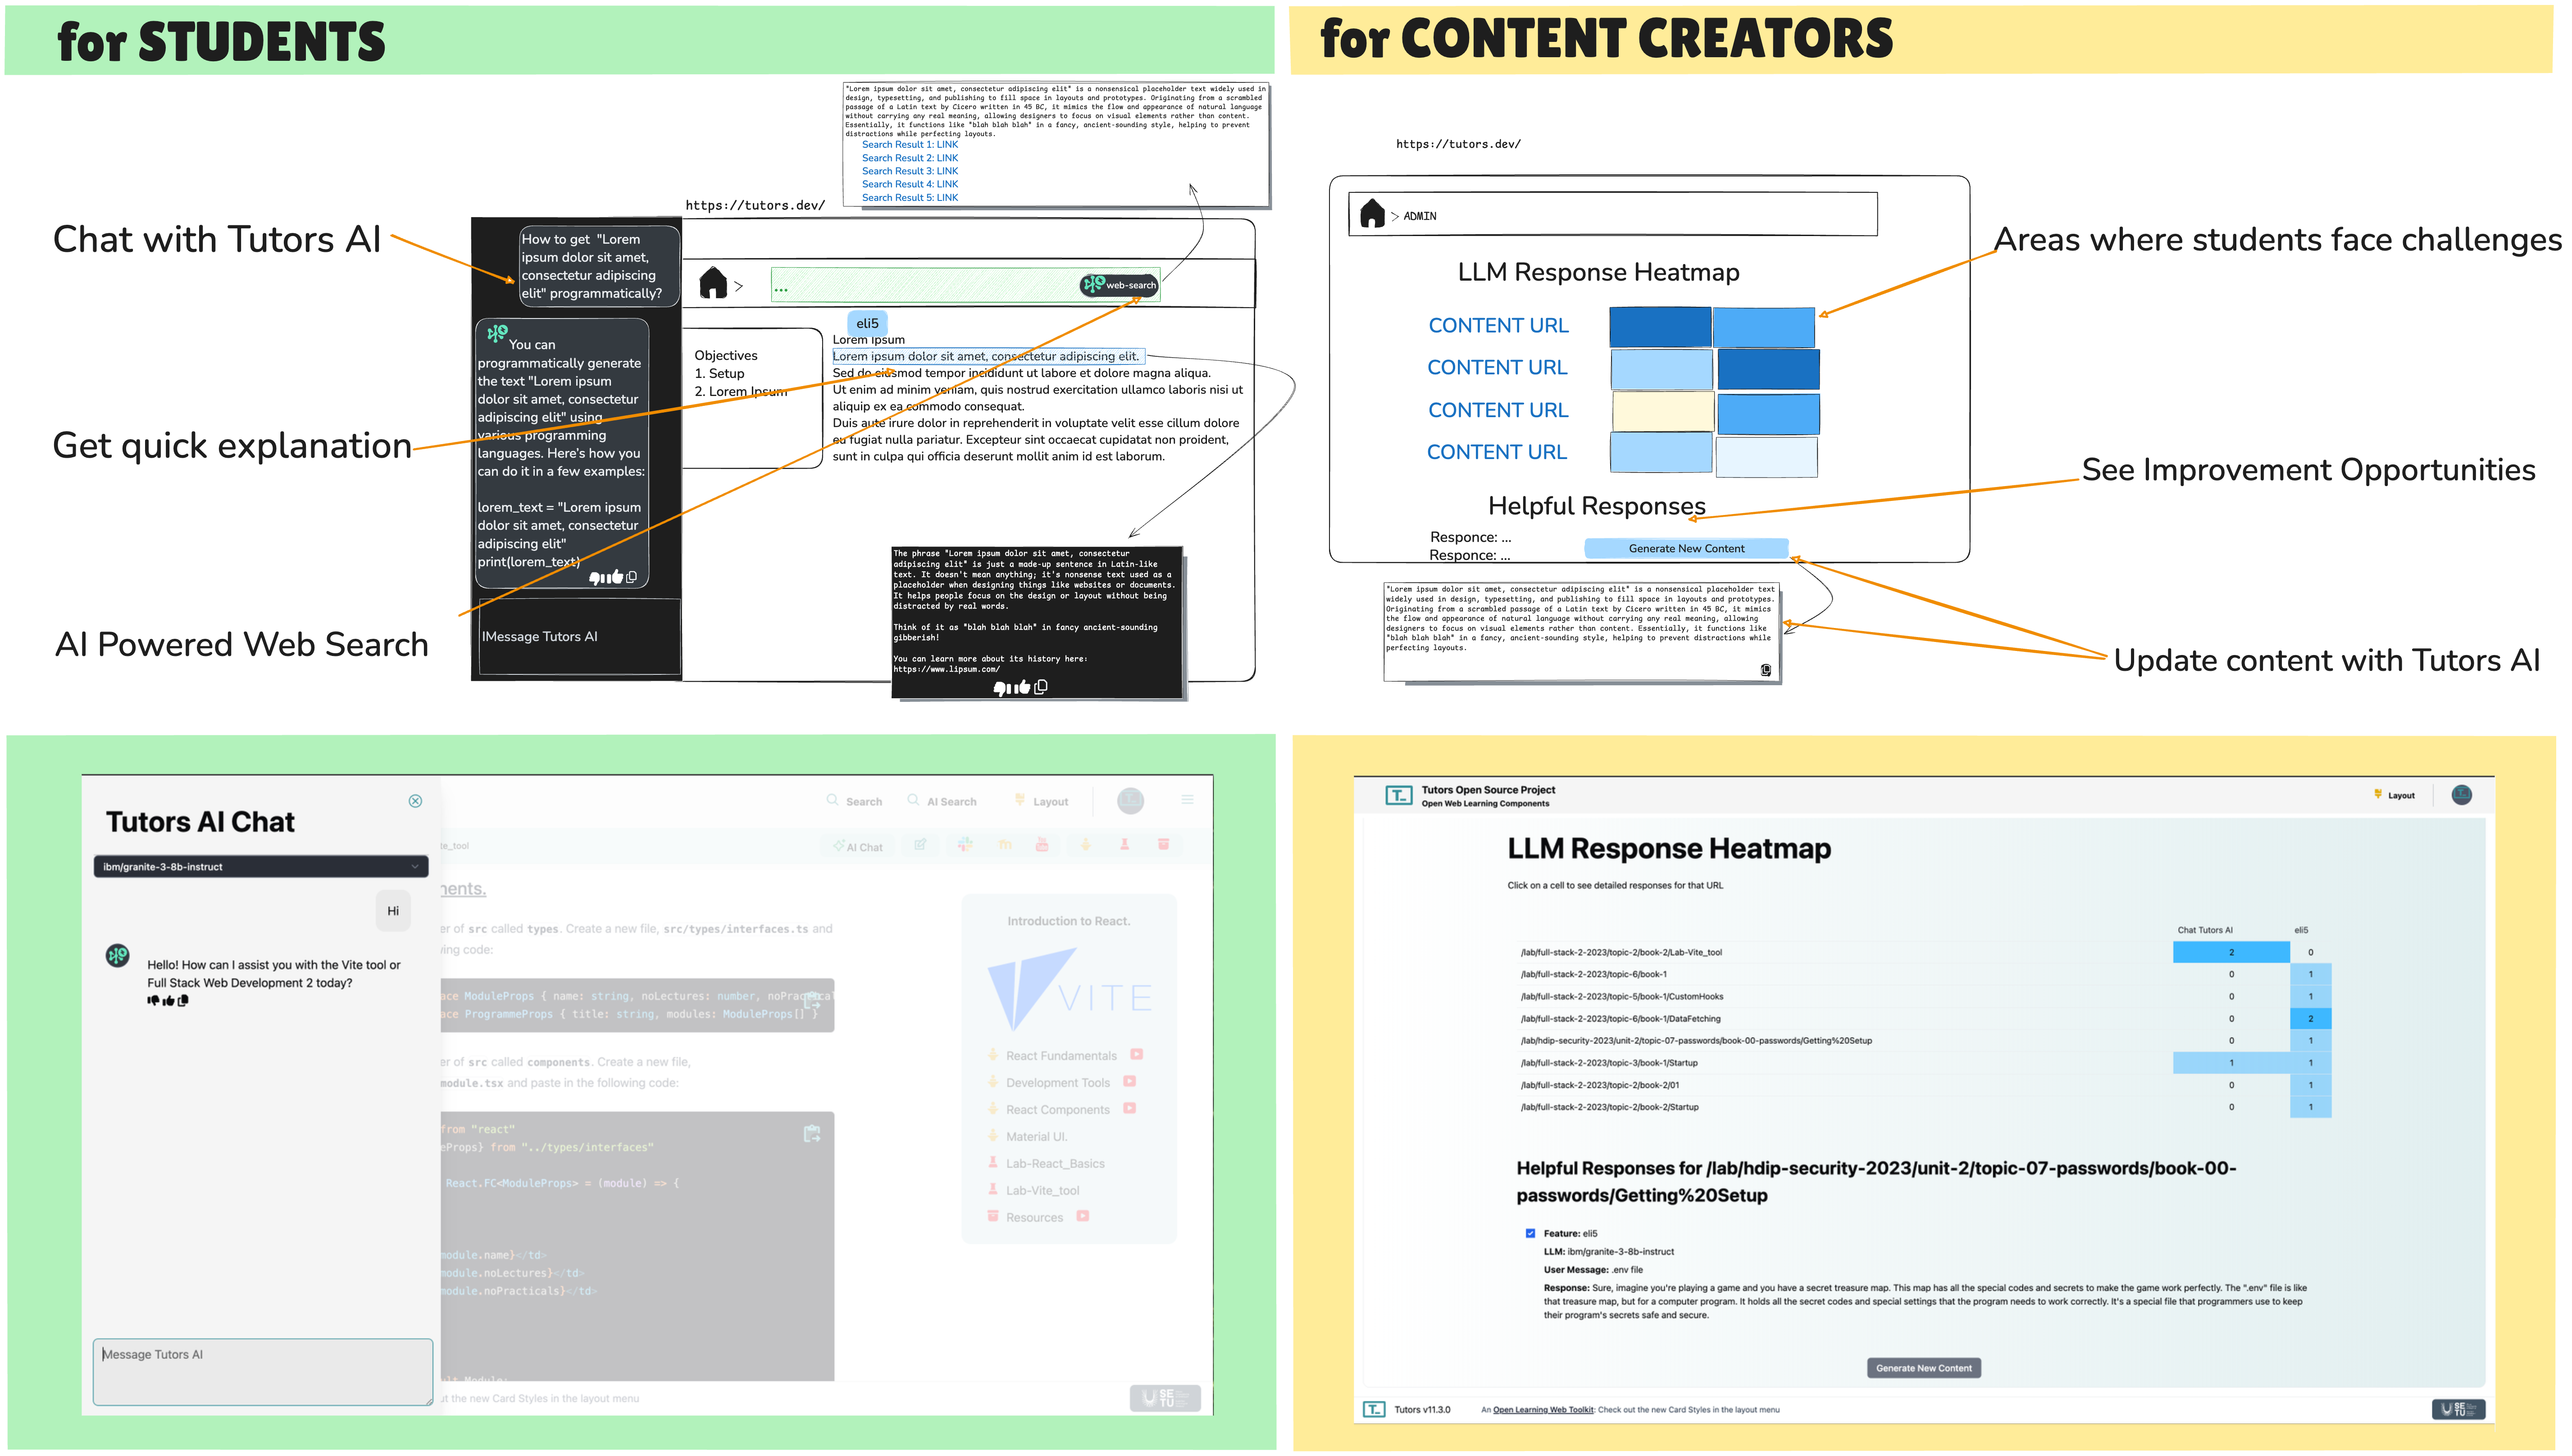 for STUDENTS
"Lorem ipsum dolor sit amet, consectetur adipiscing elit" is a nonsensical placeholder text widely used in
design, typesetting, and publishing to fill space in layouts and prototypes. Originating from a scrambled
passage of a Latin text by Cicero written in 45 BC, it mimics the flow and appearance of natural language
without carrying any real meaning, allowing designers to focus on visual elements rather than content.
Essentially, it functions like "blah blah blah" in a fancy, ancient-sounding style, helping to prevent
distractions while perfecting layouts.
Search Result 1: LINK
Search Result 2: LINK
Search Result 3: LINK
Search Result 4: LINK
Search Result 5: LINK
https://tutors.dev/
Chat with Tutors AI
Get quick explanation
AI Powered Web Search
How to get "Lorem
ipsum dolor sit amet,
consectetur adipiscing
elit" programmatically?
You can
programmatically generate
the text "Lorem ipsum
dolor sit amet, consectetur
adipiscing elit" using
various programming
languages. Here's how you
can do it in a few examples:
lorem_text = "Lorem ipsum
dolor sit amet, consectetur
adipiscing elit"
print(lorem_text)
IMessage Tutors AI
>
...
web-search
Objectives
1. Setup
2. Lorem Ipsum
eli5
Lorem Ipsum
Lorem ipsum dolor sit amet, consectetur adipiscing elit.
Sed do eiusmod tempor incididunt ut labore et dolore magna aliqua.
Ut enim ad minim veniam, quis nostrud exercitation ullamco laboris nisi ut
aliquip ex ea commodo consequat.
Duis aute irure dolor in reprehenderit in voluptate velit esse cillum dolore
eu fugiat nulla pariatur. Excepteur sint occaecat cupidatat non proident,
sunt in culpa qui officia deserunt mollit anim id est laborum.
The phrase "Lorem ipsum dolor sit amet, consectetur
adipiscing elit" is just a made-up sentence in Latin-like
text. It doesn't mean anything; it's nonsense text used as a
placeholder when designing things like websites or documents.
It helps people focus on the design or layout without being
distracted by real words.
Think of it as "blah blah blah" in fancy ancient-sounding
gibberish!
You can learn more about its history here:
https://www.lipsum.com/
for CONTENT CREATORS
https://tutors.dev/
> ADMIN
LLM Response Heatmap
CONTENT URL
CONTENT URL
CONTENT URL
CONTENT URL
Helpful Responses
Responce: ...
Responce: ...
Generate New Content
"Lorem ipsum dolor sit amet, consectetur adipiscing elit" is a nonsensical placeholder text
widely used in design, typesetting, and publishing to fill space in layouts and prototypes.
Originating from a scrambled passage of a Latin text by Cicero written in 45 BC, it mimics
the flow and appearance of natural language without carrying any real meaning, allowing
designers to focus on visual elements rather than content. Essentially, it functions like
"blah blah blah" in a fancy, ancient-sounding style, helping to prevent distractions while
perfecting layouts.
Areas where students face challenges
See Improvement Opportunities
Update content with Tutors AI
Tutors AI Chat
ibm/granite-3-8b-instruct
Hi
Hello! How can I assist you with the Vite tool or
Full Stack Web Development 2 today?
Message Tutors AI
Search
AI Search
Layout
te_tool
AI Chat
nents.
er of src called types. Create a new file, src/types/interfaces.ts and
wing code:
ace ModuleProps { name: string, noLectures: number, noPractical
ace ProgrammeProps { title: string, modules: ModuleProps[] }
er of src called components. Create a new file,
module.tsx and paste in the following code:
from "react"
eProps} from "../types/interfaces"
React.FC<ModuleProps> = (module) => {
module.name}</td>
module.noLectures}</td>
module.noPracticals}</td>
ult Module;
ut the new Card Styles in the layout menu
Introduction to React.
VITE
React Fundamentals
Development Tools
React Components
Material UI.
Lab-React_Basics
Lab-Vite_tool
Resources
SETU
Tutors Open Source Project
Open Web Learning Components
Layout
LLM Response Heatmap
Click on a cell to see detailed responses for that URL
Chat Tutors AI eli5
/lab/full-stack-2-2023/topic-2/book-2/Lab-Vite_tool 2 0
/lab/full-stack-2-2023/topic-6/book-1 0 1
/lab/full-stack-2-2023/topic-5/book-1/CustomHooks 0 1
/lab/full-stack-2-2023/topic-6/book-1/DataFetching 0 2
/lab/hdip-security-2023/unit-2/topic-07-passwords/book-00-passwords/Getting%20Setup 0 1
/lab/full-stack-2-2023/topic-3/book-1/Startup 1 1
/lab/full-stack-2-2023/topic-2/book-2/01 0 1
/lab/full-stack-2-2023/topic-2/book-2/Startup 0 1
Helpful Responses for /lab/hdip-security-2023/unit-2/topic-07-passwords/book-00-
passwords/Getting%20Setup
Feature: eli5
LLM: ibm/granite-3-8b-instruct
User Message: .env file
Response: Sure, imagine you're playing a game and you have a secret treasure map. This map has all the special codes and secrets to make the game work perfectly. The ".env" file is like
that treasure map, but for a computer program. It holds all the secret codes and special settings that the program needs to work correctly. It's a special file that programmers use to keep
their program's secrets safe and secure.
Generate New Content
Tutors v11.3.0
An Open Learning Web Toolkit: Check out the new Card Styles in the layout menu
SETU